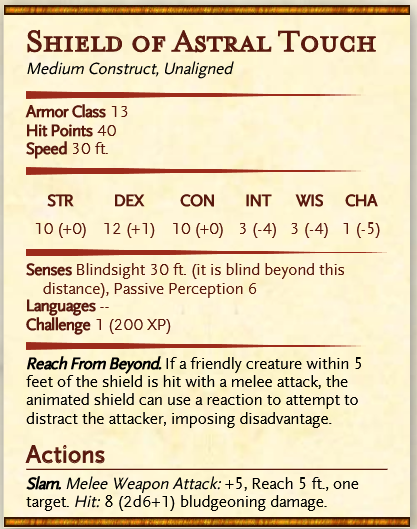 Shield of Astral Touch
Medium Construct, Unaligned
Armor Class 13
Hit Points 40
Speed 30 ft.
STR DEX CON INT WIS CHA
10 (+0) 12 (+1) 10 (+0) 3 (-4) 3 (-4) 1 (-5)
Senses Blindsight 30 ft. (it is blind beyond this
distance), Passive Perception 6
Languages --
Challenge 1 (200 XP)
Reach From Beyond. If a friendly creature within 5
feet of the shield is hit with a melee attack, the
animated shield can use a reaction to attempt to
distract the attacker, imposing disadvantage.
Actions
Slam. Melee Weapon Attack: +5, Reach 5 ft., one
target. Hit: 8 (2d6+1) bludgeoning damage.